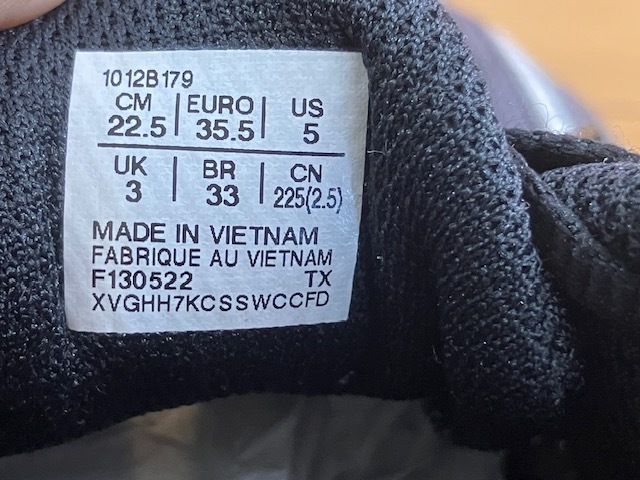 1012B179
CM | EURO | US
22.5 | 35.5 | 5
UK | BR | CN
3 | 33 | 225(2.5)
MADE IN VIETNAM
FABRIQUE AU VIETNAM
F130522 TX
XVGHH7KCSSWCCFD